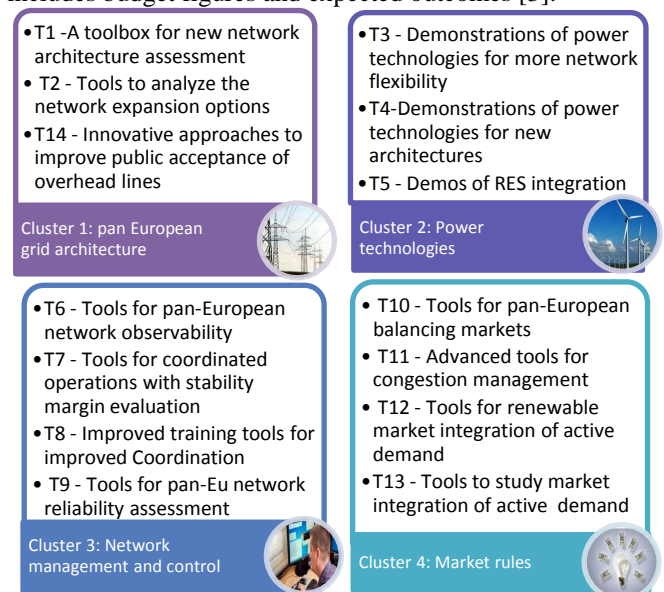 includes budget figures and expected outcomes [3].
•T1 -A toolbox for new network
architecture assessment
• T2 - Tools to analyze the
network expansion options
•T14 - Innovative approaches to
improve public acceptance of
overhead lines
Cluster 1: pan European
grid architecture
•T3 - Demonstrations of power
technologies for more network
flexibility
•T4-Demonstrations of power
technologies for new
architectures
•T5 - Demos of RES integration
Cluster 2: Power
technologies
•T6 - Tools for pan-European
network observability
•T7 - Tools for coordinated
operations with stability
margin evaluation
•T8 - Improved training tools for
improved Coordination
• T9 - Tools for pan-Eu network
reliability assessment
Cluster 3: Network
management and control
• T10 - Tools for pan-European
balancing markets
• T11 - Advanced tools for
congestion management
• T12 - Tools for renewable
market integration of active
demand
•T13 - Tools to study market
integration of active demand
Cluster 4: Market rules